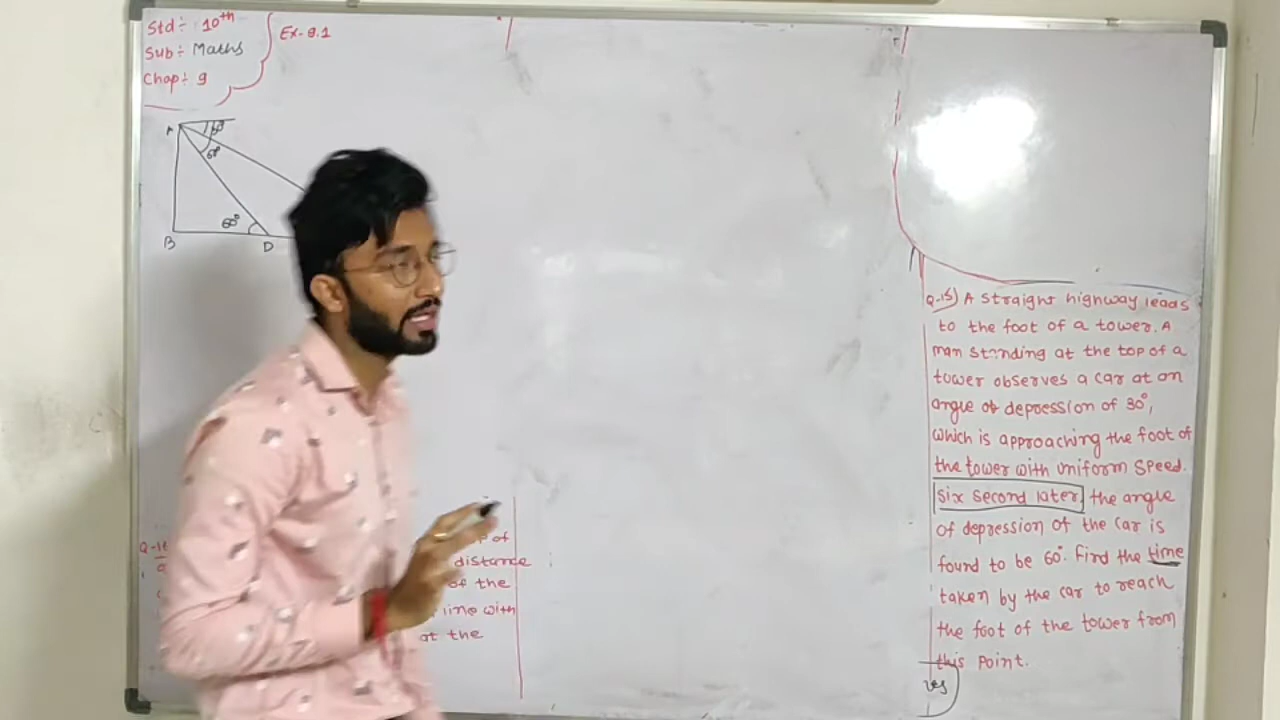 Std÷ 10th
Sub÷ Maths
Chap÷ 9
Ex-9.1
A
30°
60°
60°
B
D
Q-15) A straight highway leads
to the foot of a tower. A
man standing at the top of a
tower observes a car at an
angle of depression of 30°,
which is approaching the foot of
the tower with uniform speed.
Six second later the angle
of depression of the car is
found to be 60°. Find the time
taken by the car to reach
the foot of the tower from
this point.
of
distance
of the
line with
at the